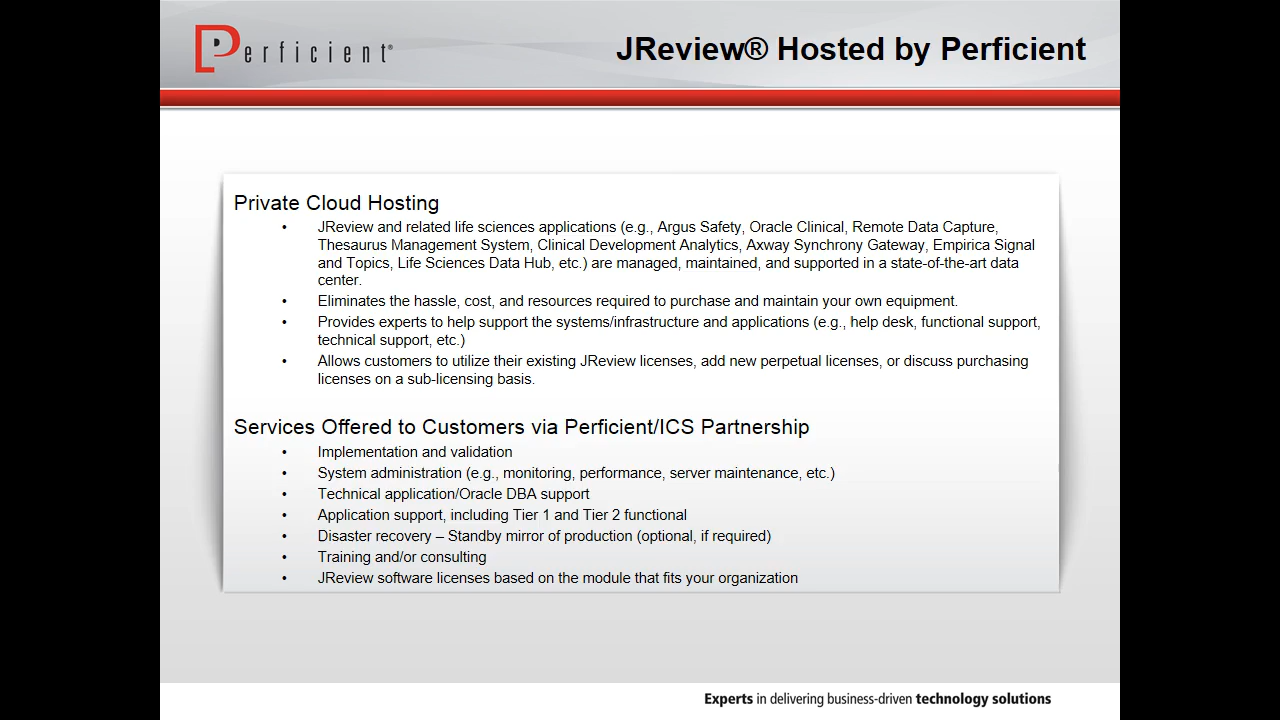 Perficient®
JReview® Hosted by Perficient
Private Cloud Hosting
• JReview and related life sciences applications (e.g., Argus Safety, Oracle Clinical, Remote Data Capture,
Thesaurus Management System, Clinical Development Analytics, Axway Synchrony Gateway, Empirica Signal
and Topics, Life Sciences Data Hub, etc.) are managed, maintained, and supported in a state-of-the-art data
center.
• Eliminates the hassle, cost, and resources required to purchase and maintain your own equipment.
• Provides experts to help support the systems/infrastructure and applications (e.g., help desk, functional support,
technical support, etc.)
• Allows customers to utilize their existing JReview licenses, add new perpetual licenses, or discuss purchasing
licenses on a sub-licensing basis.
Services Offered to Customers via Perficient/ICS Partnership
• Implementation and validation
• System administration (e.g., monitoring, performance, server maintenance, etc.)
• Technical application/Oracle DBA support
• Application support, including Tier 1 and Tier 2 functional
• Disaster recovery – Standby mirror of production (optional, if required)
• Training and/or consulting
• JReview software licenses based on the module that fits your organization
Experts in delivering business-driven technology solutions